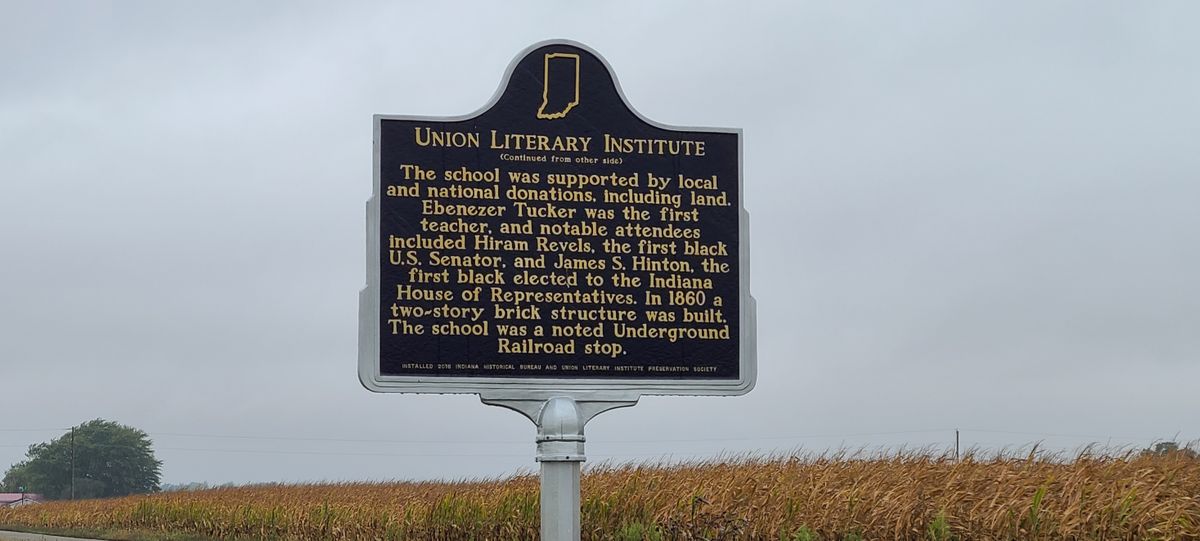 UNION LITERARY INSTITUTE
(Continued from other side)
The school was supported by local
and national donations, including land.
Ebenezer Tucker was the first
teacher, and notable attendees
included Hiram Revels, the first black
U.S. Senator, and James S. Hinton, the
first black elected to the Indiana
House of Representatives. In 1860 a
two-story brick structure was built.
The school was a noted Underground
Railroad stop.
INSTALLED 2016 INDIANA HISTORICAL BUREAU AND UNION LITERARY INSTITUTE PRESERVATION SOCIETY